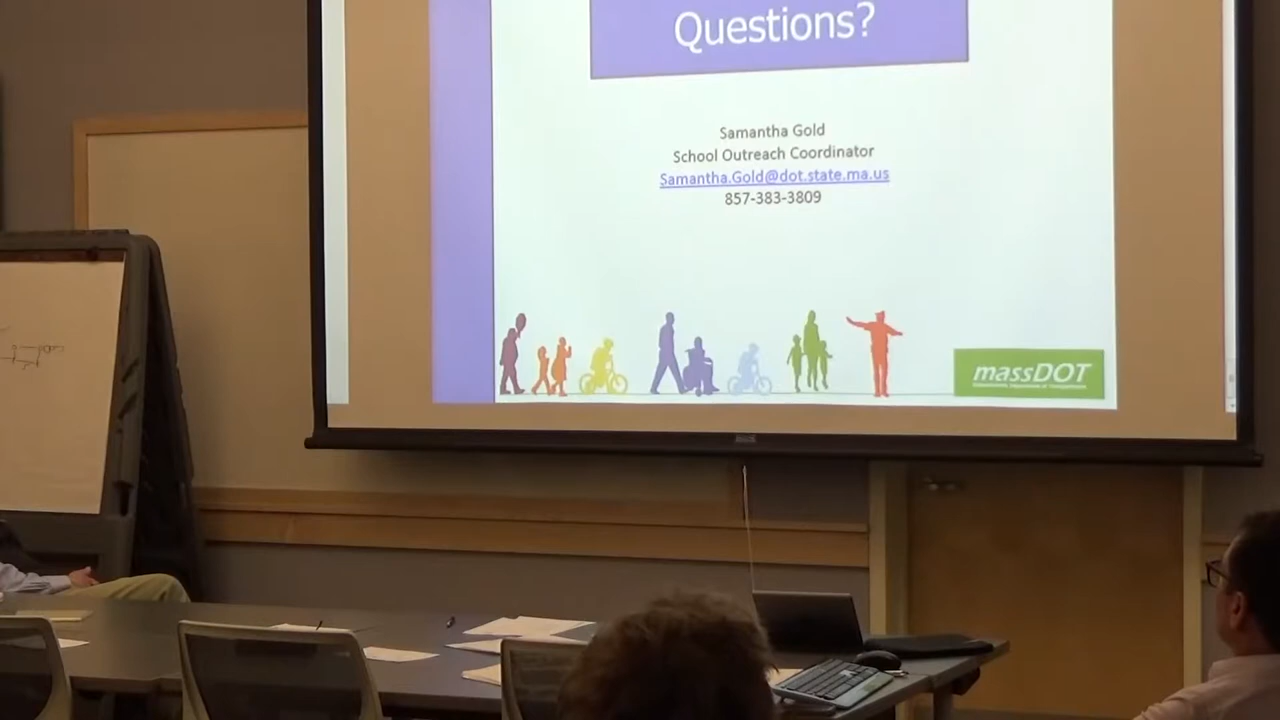 Questions?
Samantha Gold
School Outreach Coordinator
Samantha.Gold@dot.state.ma.us
857-383-3809
massDOT